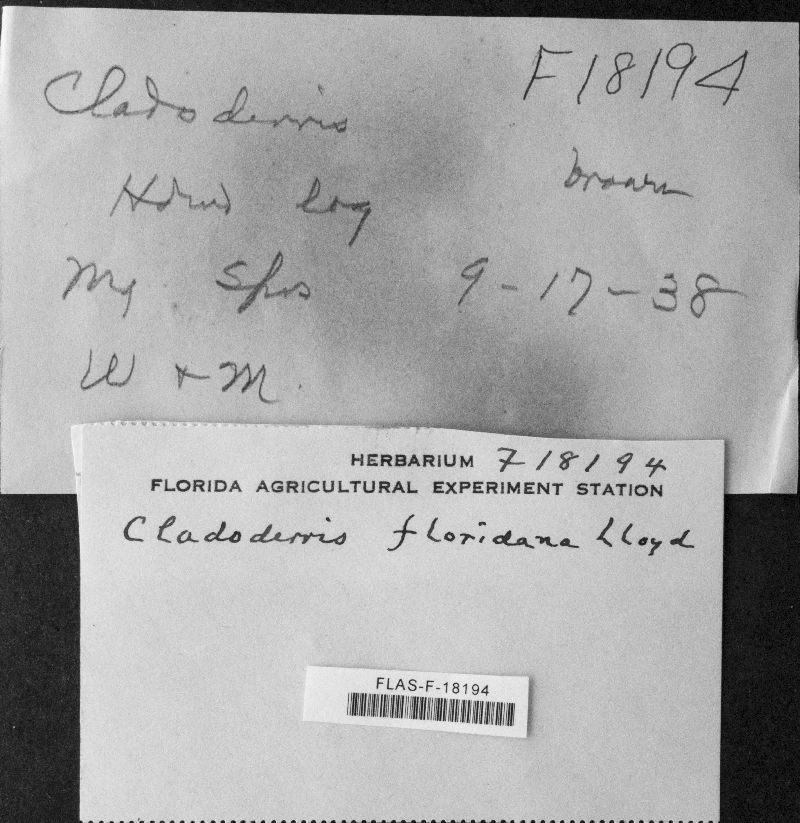 F18194
Cladoderris
brown
Hdwd log
My Spgs 9-17-38
W + M.
HERBARIUM F18194
FLORIDA AGRICULTURAL EXPERIMENT STATION
Cladoderris floridana Lloyd
FLAS-F-18194